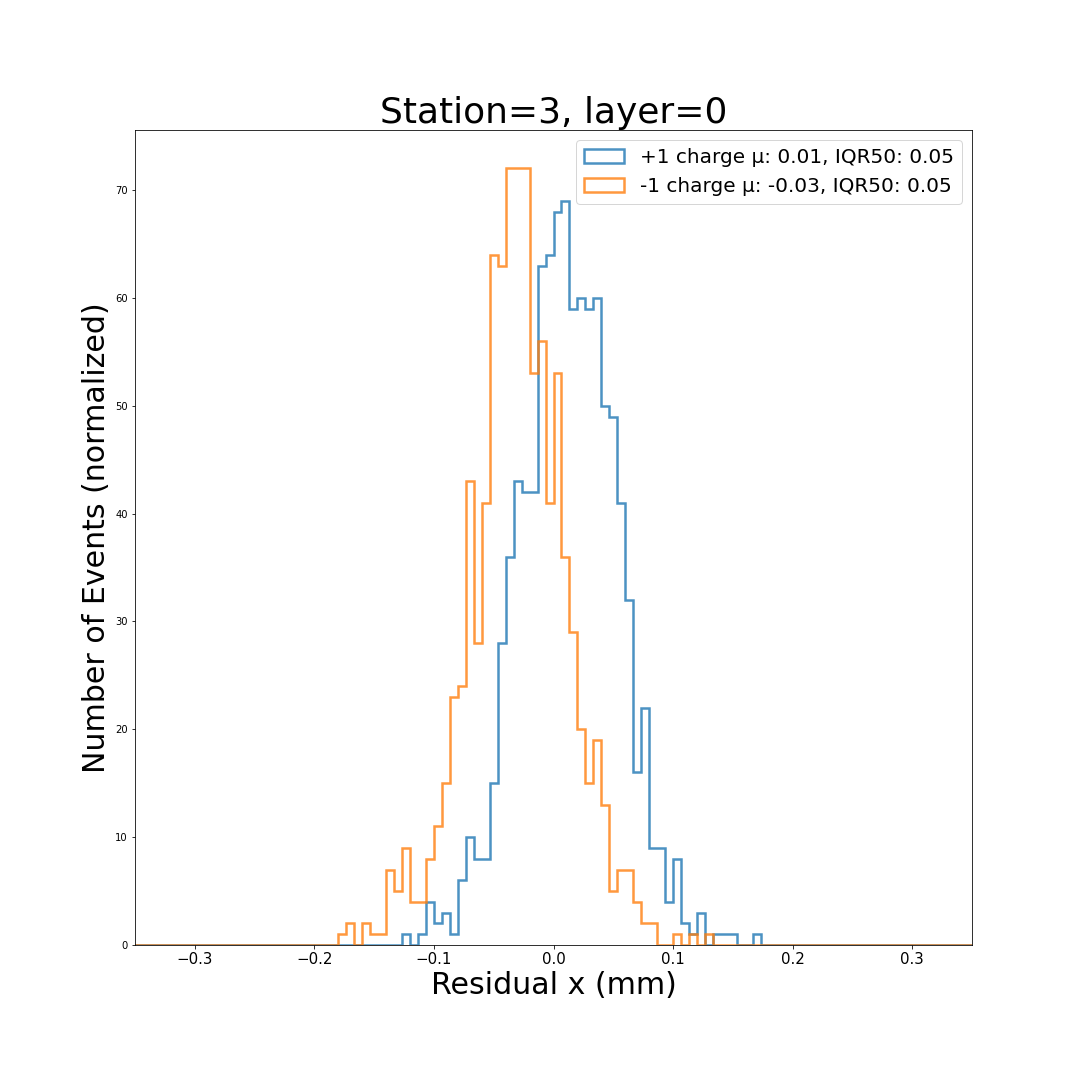 Station=3, layer=0
+1 charge μ: 0.01, IQR50: 0.05
-1 charge μ: -0.03, IQR50: 0.05
Number of Events (normalized)
70
60
50
40
30
20
10
0
−0.3 −0.2 −0.1 0.0 0.1 0.2 0.3
Residual x (mm)